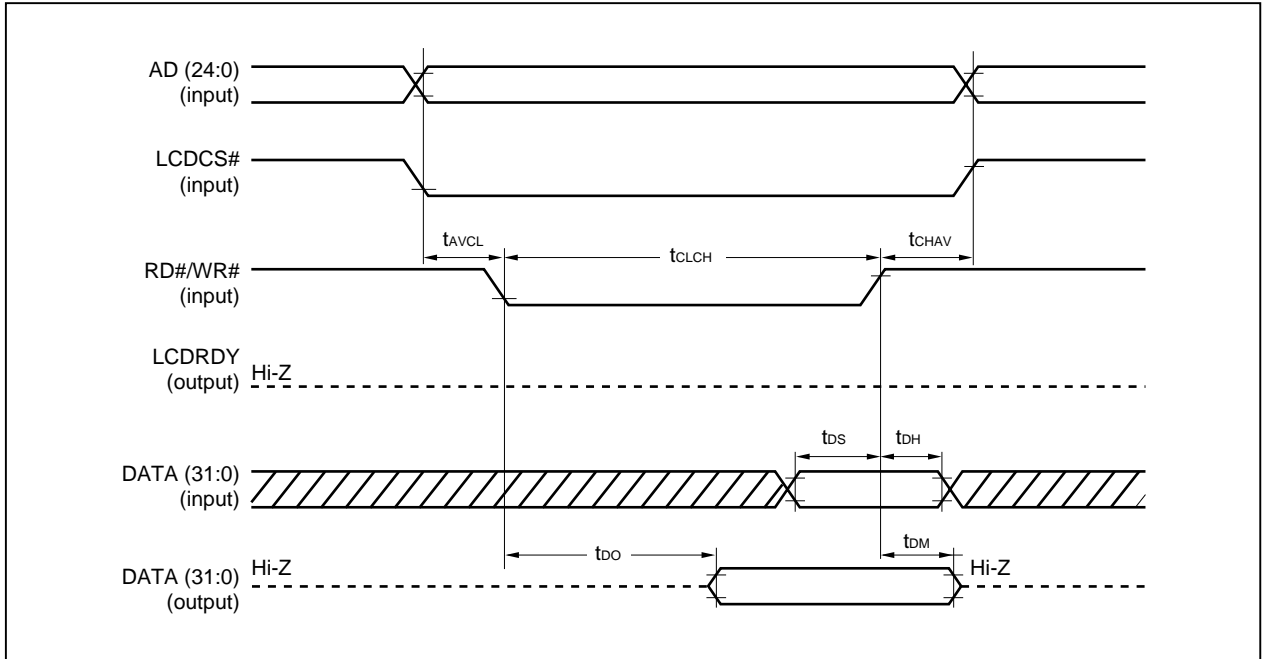 AD (24:0)
(input)
LCDCS#
(input)
tAVCL
tCLCH
tCHAV
RD#/WR#
(input)
LCDRDY
(output)
Hi-Z
tDS
tDH
DATA (31:0)
(input)
tDO
tDM
DATA (31:0)
(output)
Hi-Z
Hi-Z